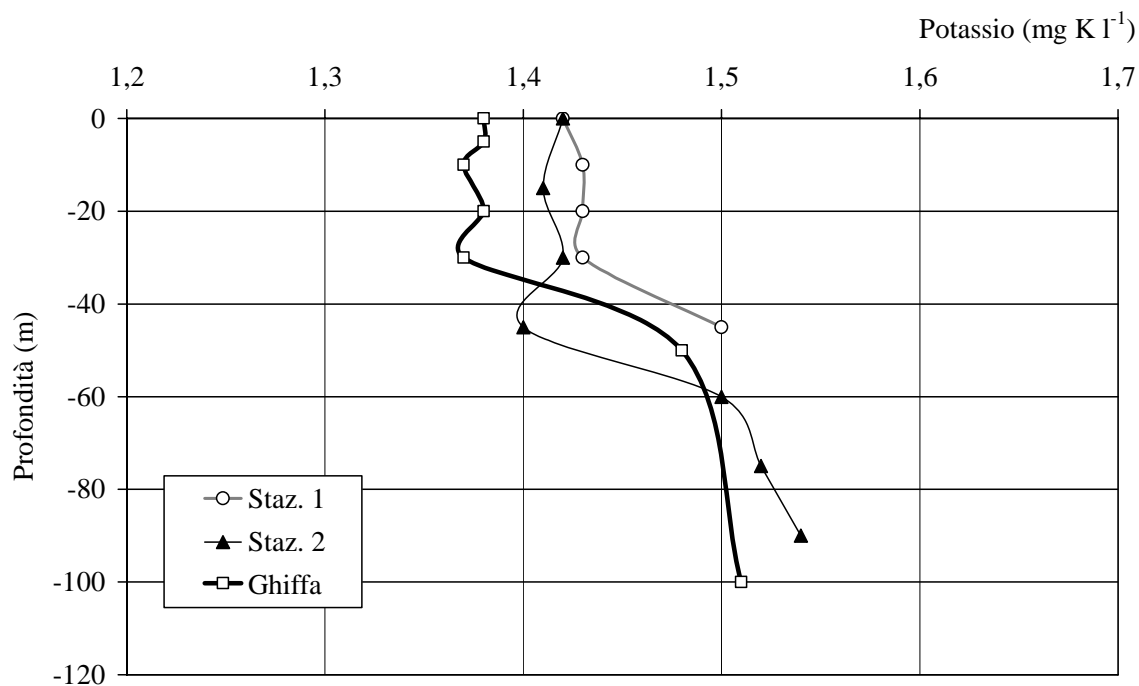 Potassio (mg K l⁻¹)
1,2 1,3 1,4 1,5 1,6 1,7
0
-20
-40
-60
-80
-100
-120
Profondità (m)
Staz. 1
Staz. 2
Ghiffa